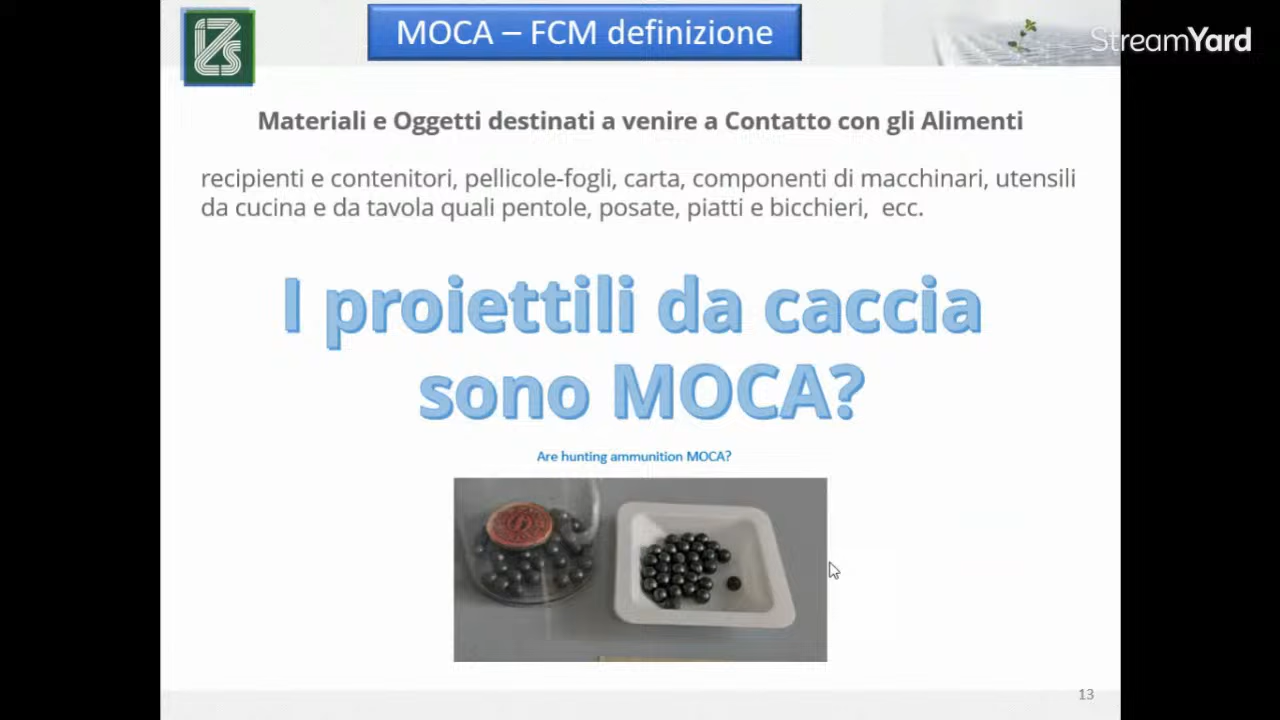 MOCA – FCM definizione
StreamYard
Materiali e Oggetti destinati a venire a Contatto con gli Alimenti
recipienti e contenitori, pellicole-fogli, carta, componenti di macchinari, utensili
da cucina e da tavola quali pentole, posate, piatti e bicchieri,  ecc.
I proiettili da caccia
sono MOCA?
Are hunting ammunition MOCA?
13